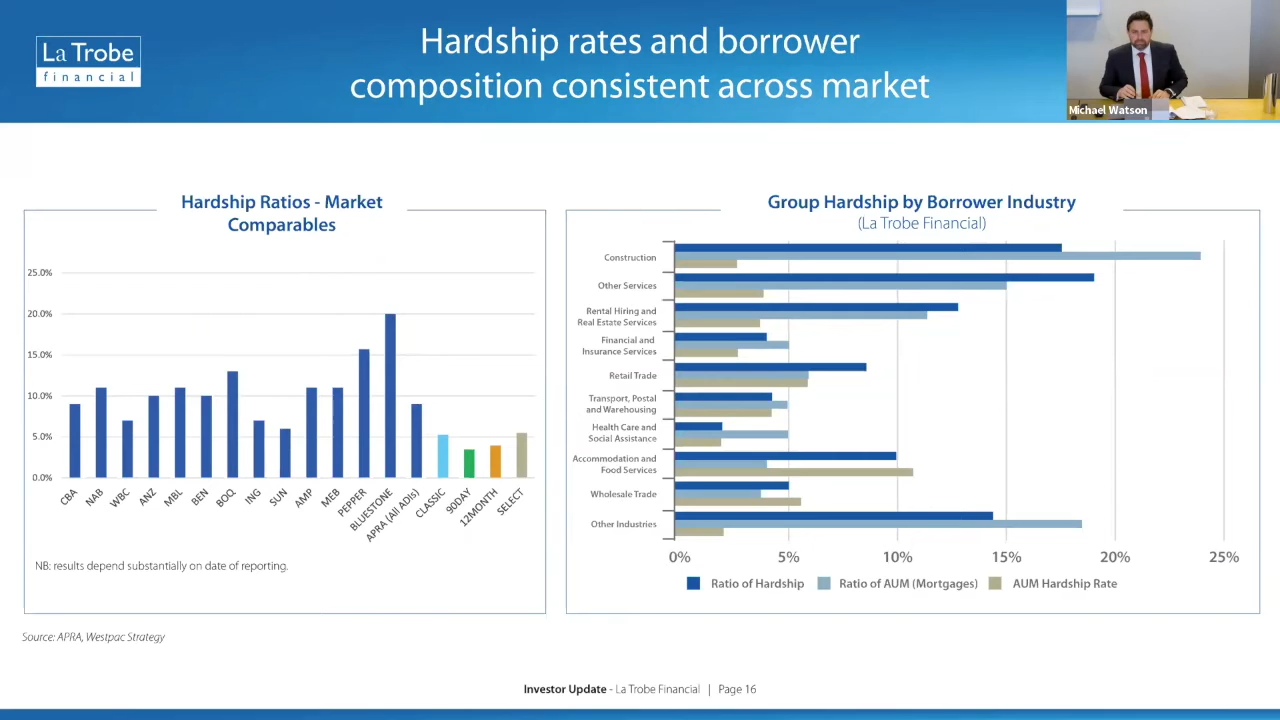 La Trobe
financial
Hardship rates and borrower
composition consistent across market
Michael Watson
Hardship Ratios - Market
Comparables
25.0%
20.0%
15.0%
10.0%
5.0%
0.0%
CBA
NAB
WBC
ANZ
MBL
BEN
BOQ
ING
SUN
AMP
MEB
PEPPER
BLUESTONE
APRA (All ADIs)
CLASSIC
90DAY
12MONTH
SELECT
NB: results depend substantially on date of reporting.
Group Hardship by Borrower Industry
(La Trobe Financial)
Construction
Other Services
Rental Hiring and
Real Estate Services
Financial and
Insurance Services
Retail Trade
Transport, Postal
and Warehousing
Health Care and
Social Assistance
Accommodation and
Food Services
Wholesale Trade
Other Industries
0% 5% 10% 15% 20% 25%
Ratio of Hardship Ratio of AUM (Mortgages) AUM Hardship Rate
Source: APRA, Westpac Strategy
Investor Update - La Trobe Financial | Page 16